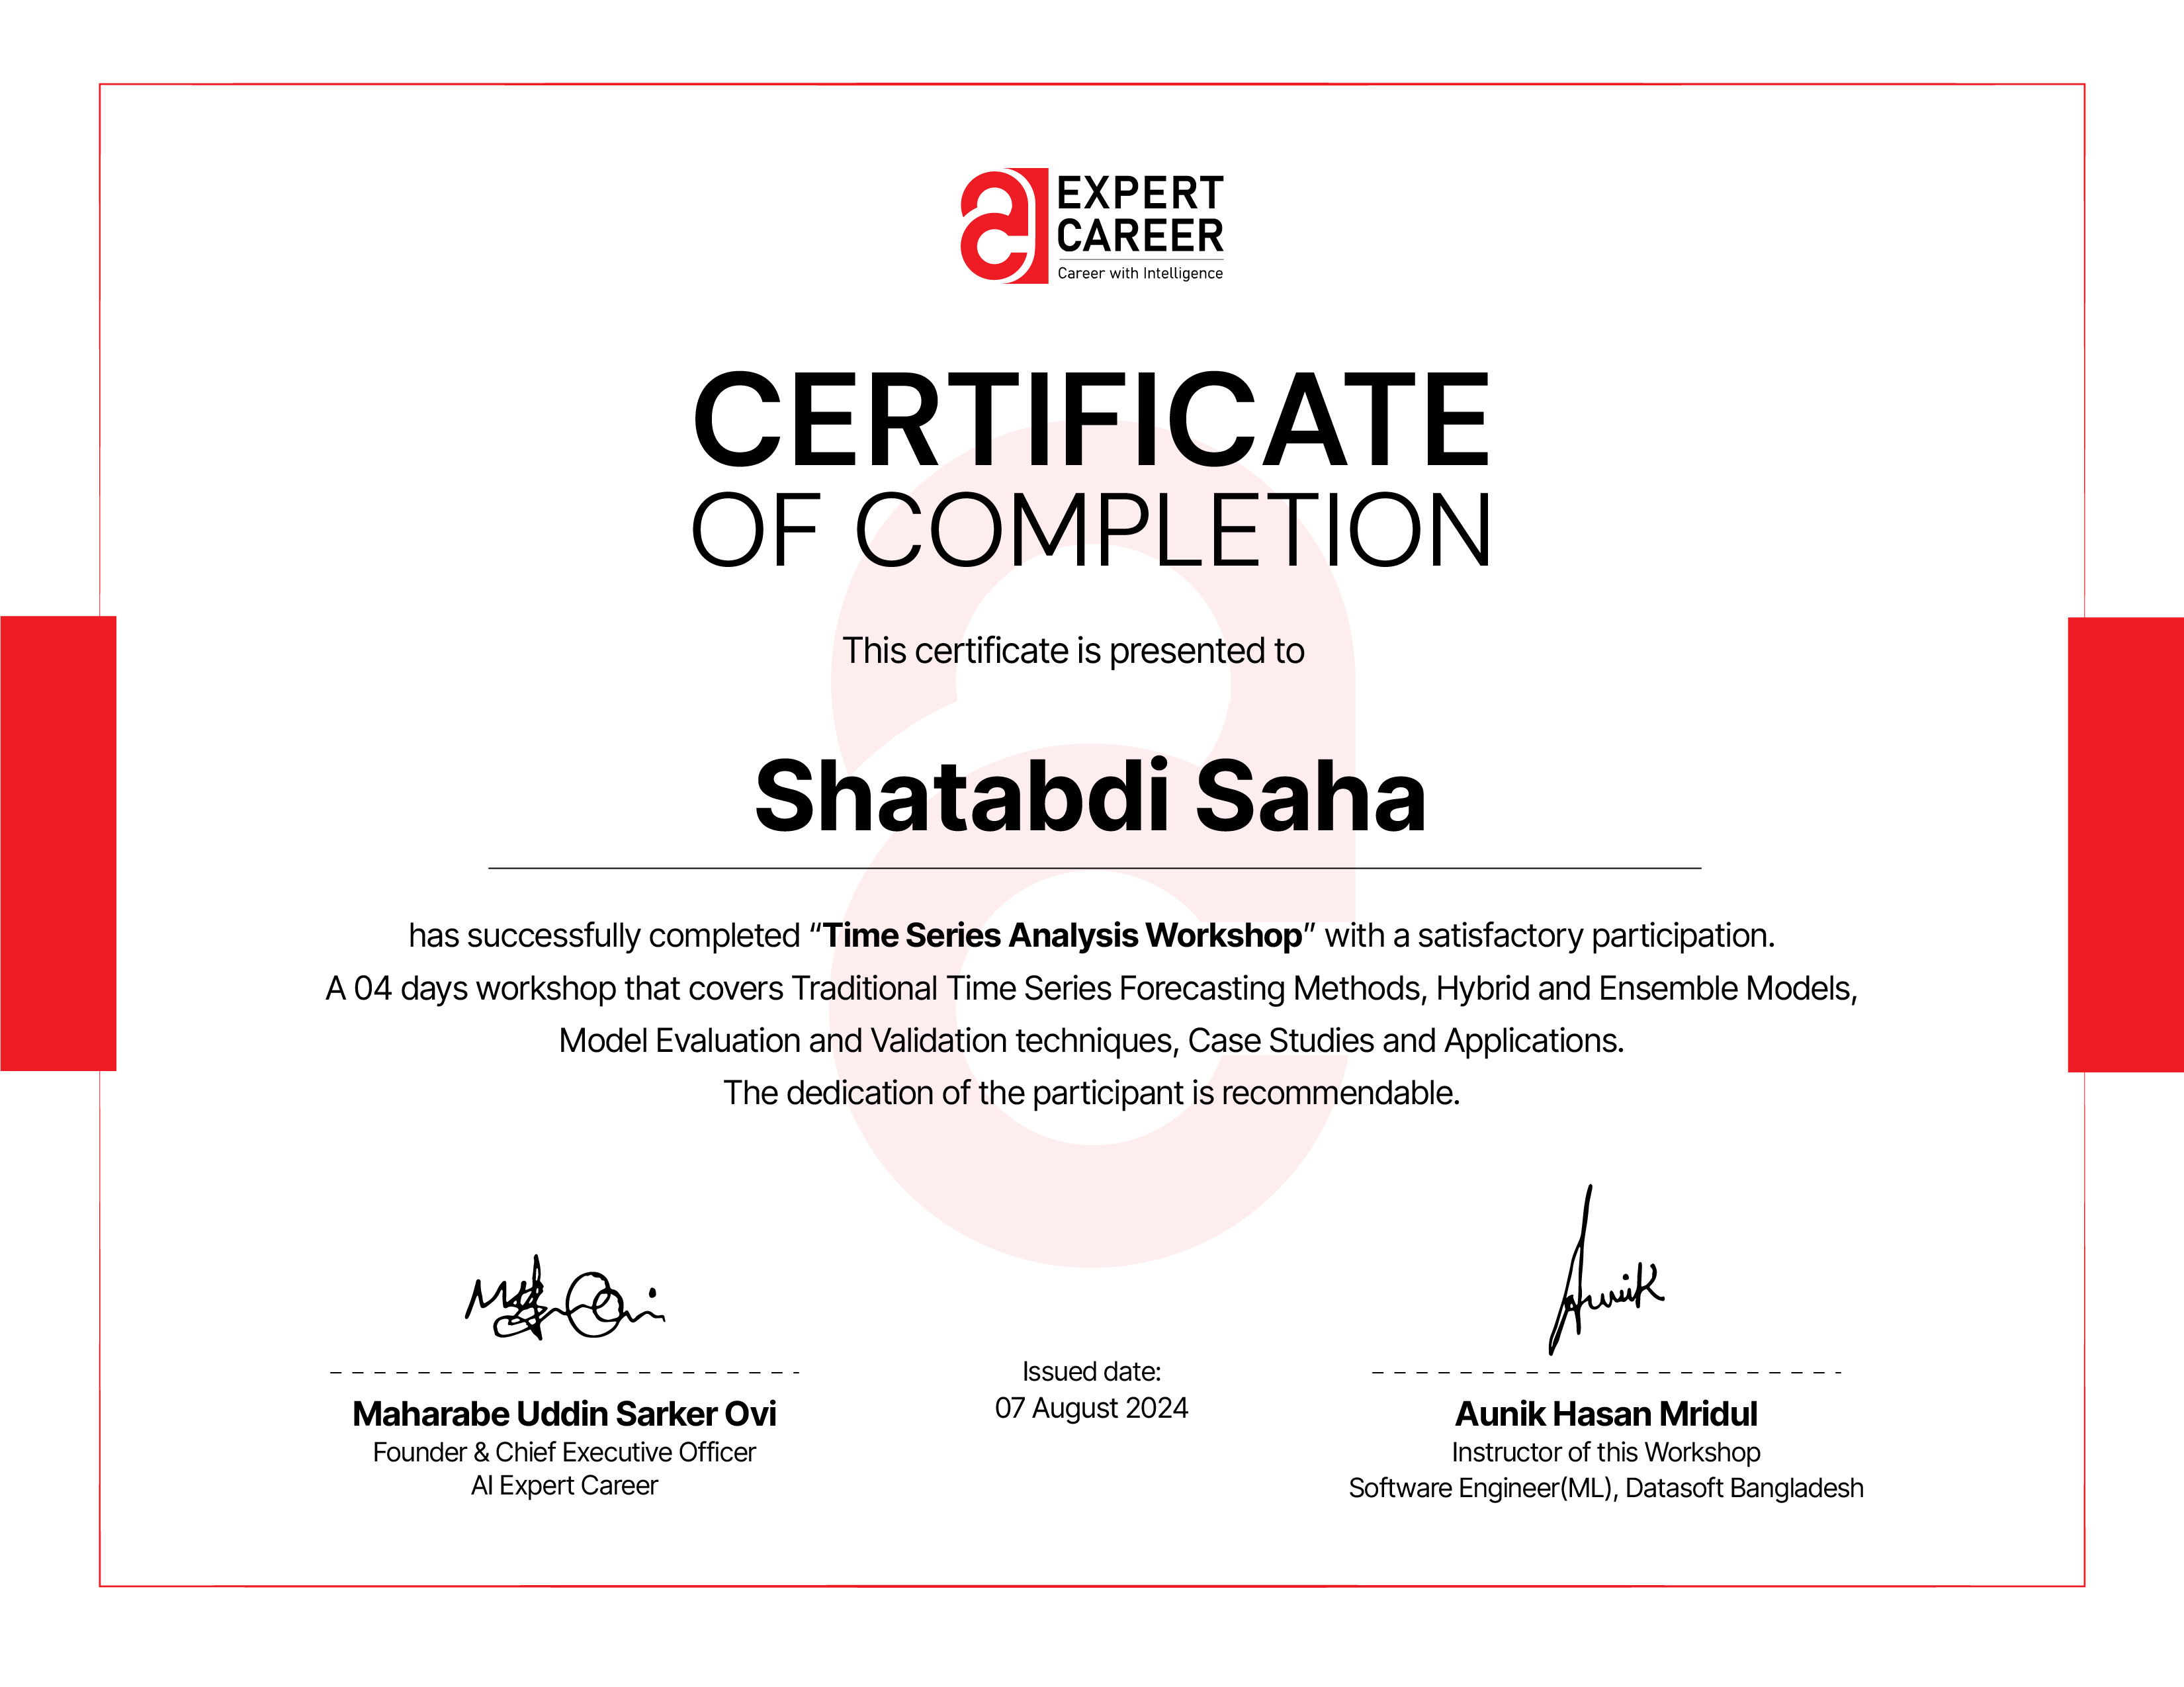 EXPERT
CAREER
Career with Intelligence
CERTIFICATE
OF COMPLETION
This certificate is presented to
Shatabdi Saha
has successfully completed “Time Series Analysis Workshop” with a satisfactory participation.
A 04 days workshop that covers Traditional Time Series Forecasting Methods, Hybrid and Ensemble Models,
Model Evaluation and Validation techniques, Case Studies and Applications.
The dedication of the participant is recommendable.
Maharabe Uddin Sarker Ovi
Founder & Chief Executive Officer
AI Expert Career
Issued date:
07 August 2024
Aunik
Aunik Hasan Mridul
Instructor of this Workshop
Software Engineer(ML), Datasoft Bangladesh